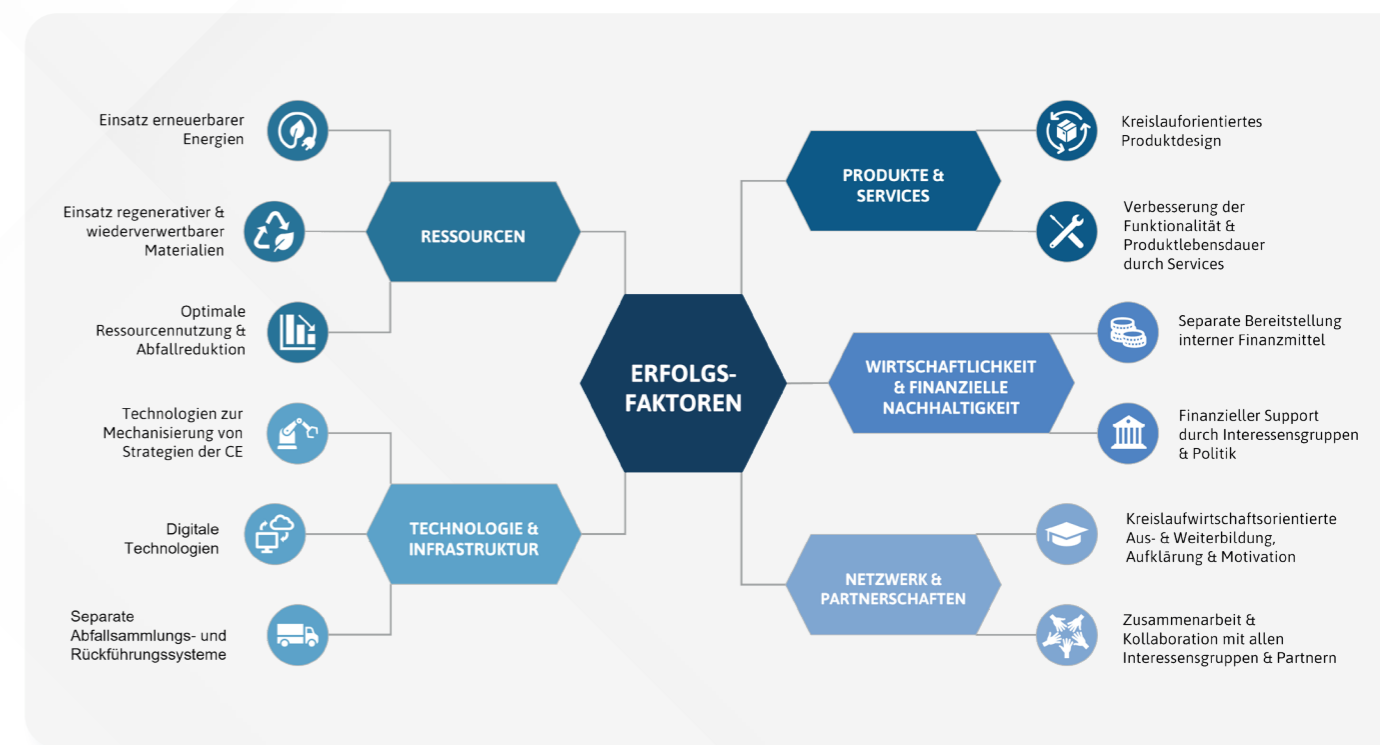 Einsatz erneuerbarer
Energien
Einsatz regenerativer &
wiederverwertbarer
Materialien
Optimale
Ressourcennutzung &
Abfallreduktion
RESSOURCEN
Technologien zur
Mechanisierung von
Strategien der CE
Digitale
Technologien
Separate
Abfallsammlungs- und
Rückführungssysteme
TECHNOLOGIE &
INFRASTRUKTUR
ERFOLGS-
FAKTOREN
PRODUKTE &
SERVICES
Kreislauforientiertes
Produktdesign
Verbesserung der
Funktionalität &
Produktlebensdauer
durch Services
WIRTSCHAFTLICHKEIT
& FINANZIELLE
NACHHALTIGKEIT
Separate Bereitstellung
interner Finanzmittel
Finanzieller Support
durch Interessensgruppen
& Politik
NETZWERK &
PARTNERSCHAFTEN
Kreislaufwirtschaftsorientierte
Aus- & Weiterbildung,
Aufklärung & Motivation
Zusammenarbeit &
Kollaboration mit allen
Interessensgruppen & Partnern